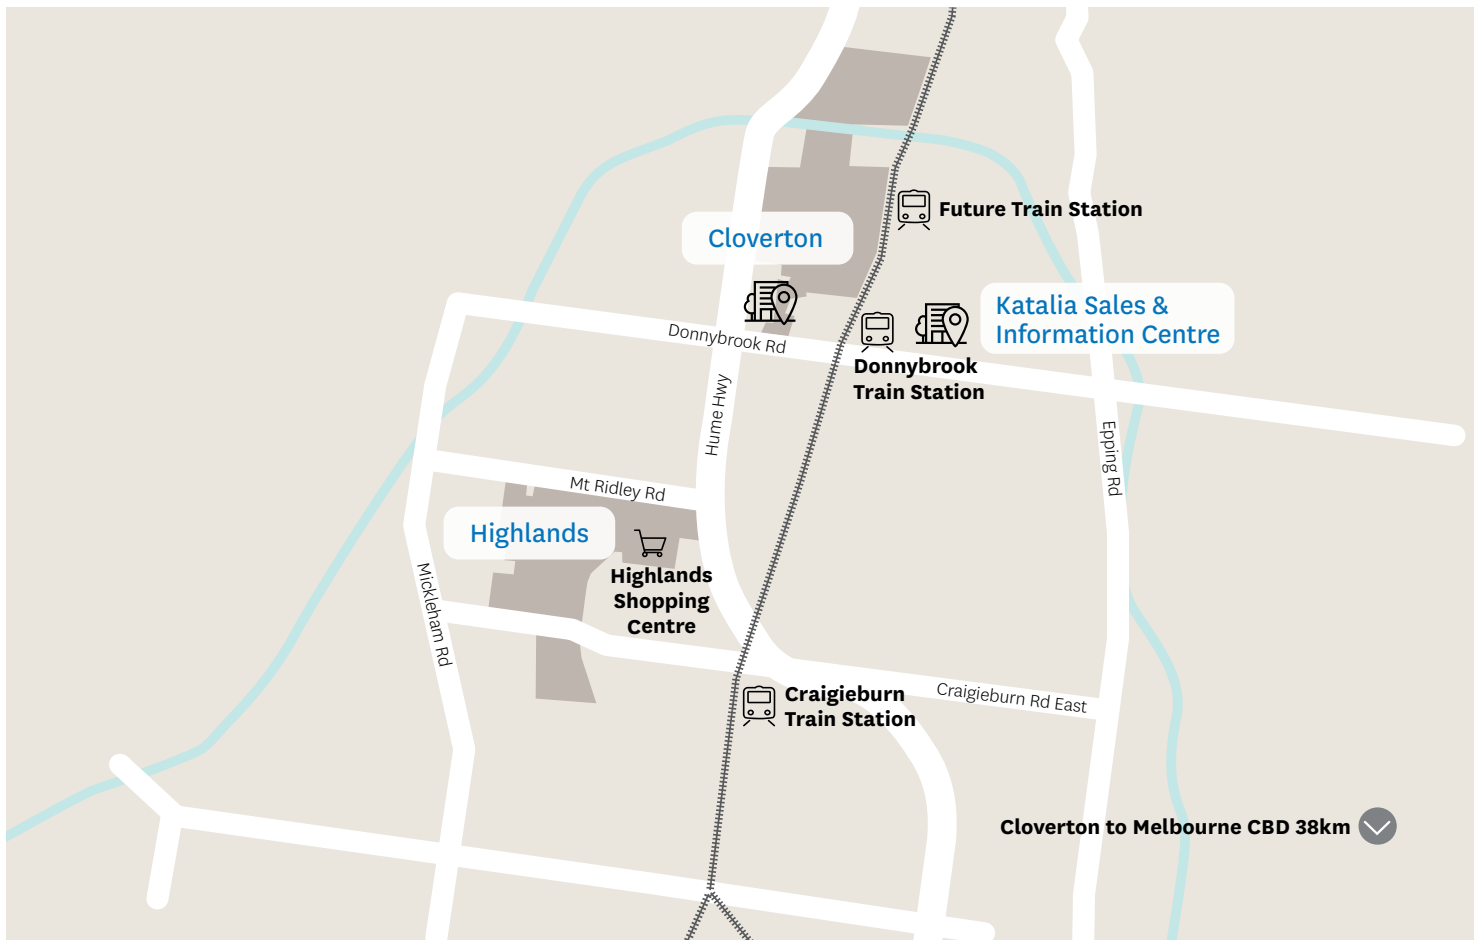 Future Train Station
Cloverton
Katalia Sales &
Information Centre
Donnybrook Rd
Donnybrook
Train Station
Hume Hwy
Epping Rd
Mt Ridley Rd
Highlands
Highlands
Shopping
Centre
Mickleham Rd
Craigieburn
Train Station
Craigieburn Rd East
Cloverton to Melbourne CBD 38km